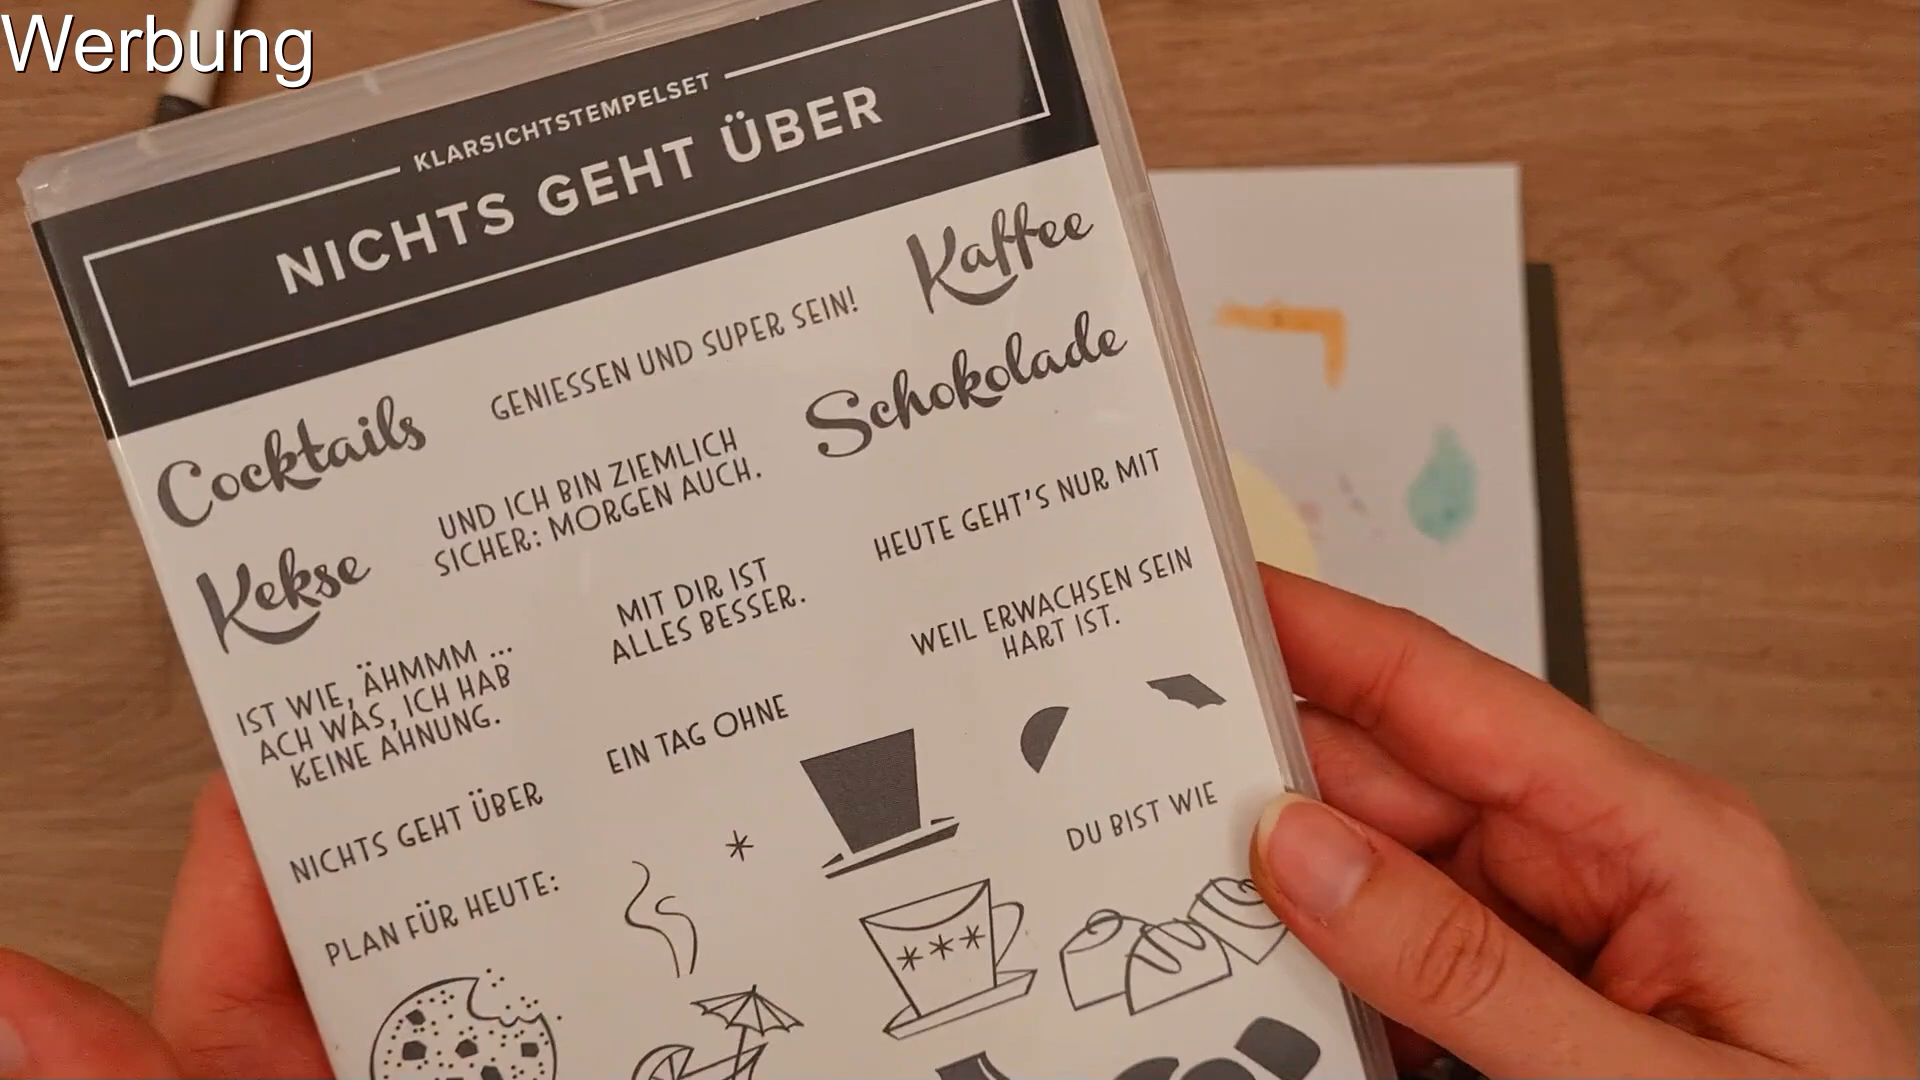 Werbung
KLARSICHTSTEMPELSET
NICHTS GEHT ÜBER
Kaffee
GENIESSEN UND SUPER SEIN!
Schokolade
Cocktails
UND ICH BIN ZIEMLICH
SICHER: MORGEN AUCH.
HEUTE GEHT'S NUR MIT
Kekse
MIT DIR IST
ALLES BESSER.
WEIL ERWACHSEN SEIN
HART IST.
IST WIE, ÄHMMM ...
ACH WAS, ICH HAB
KEINE AHNUNG.
EIN TAG OHNE
NICHTS GEHT ÜBER
DU BIST WIE
PLAN FÜR HEUTE: